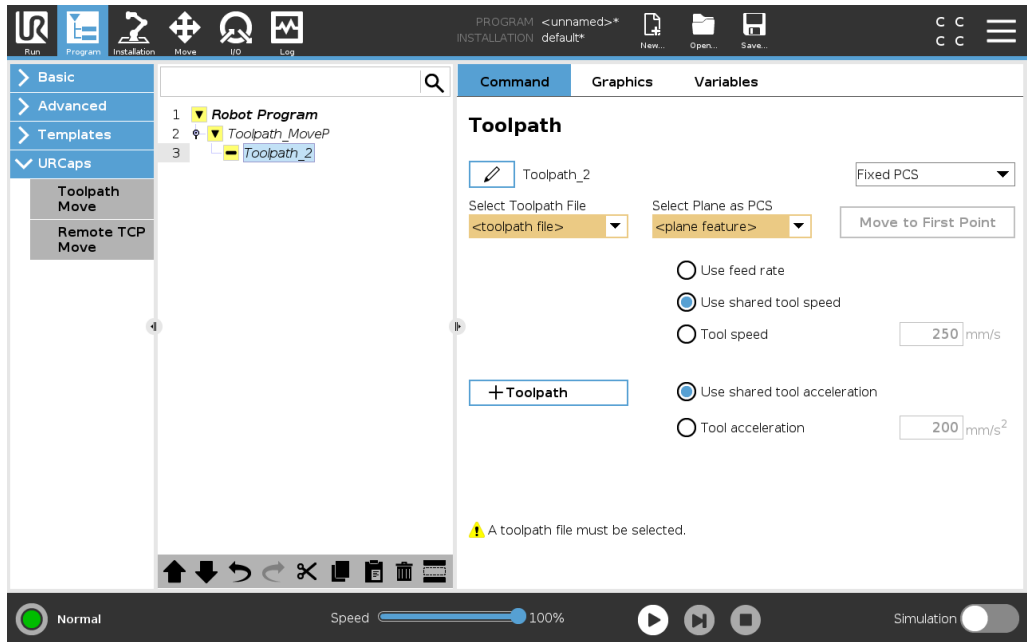 UR
PROGRAM <unnamed>*
INSTALLATION default*
Run Program Installation Move I/O Log
New... Open... Save...
C C
C C
Basic
Advanced
Templates
URCaps
Toolpath
Move
Remote TCP
Move
1 Robot Program
2 Toolpath_MoveP
3 Toolpath_2
Command Graphics Variables
Toolpath
Toolpath_2 Fixed PCS
Select Toolpath File Select Plane as PCS
<toolpath file> <plane feature> Move to First Point
Use feed rate
Use shared tool speed
Tool speed 250 mm/s
+ Toolpath Use shared tool acceleration
Tool acceleration 200 mm/s²
A toolpath file must be selected.
Normal Speed 100% Simulation